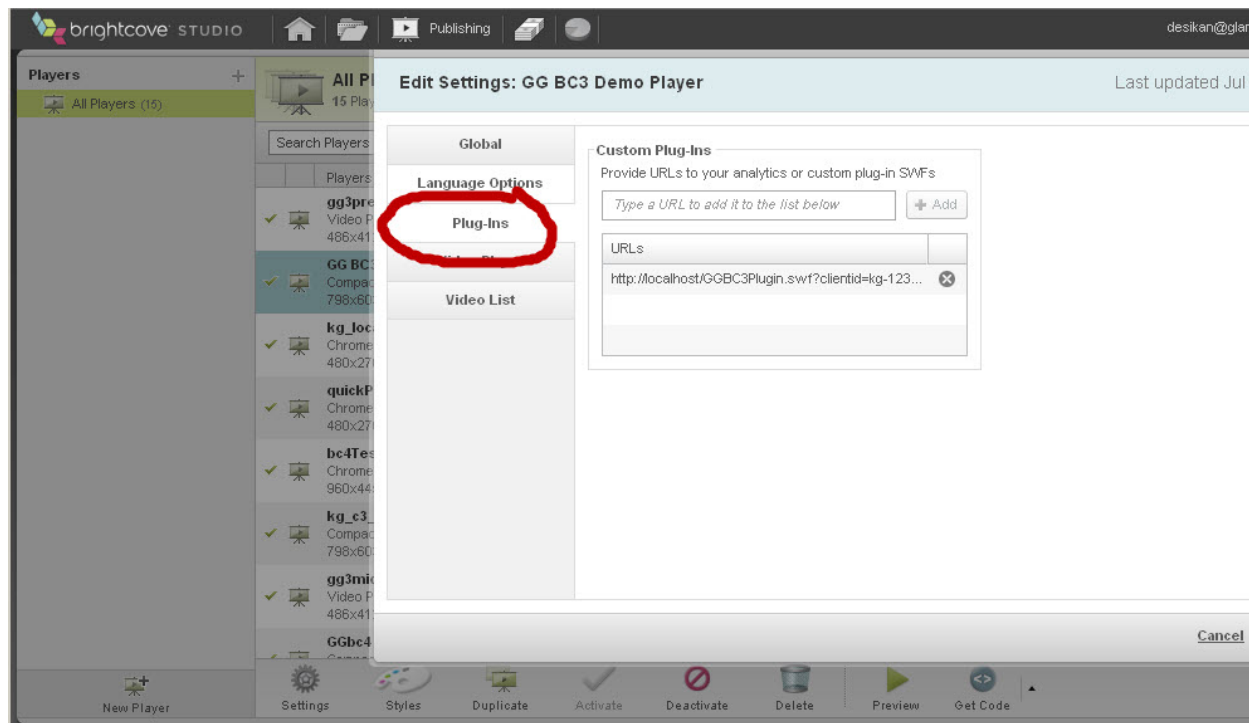 brightcove STUDIO
Publishing
desikan@glar
Players
All Players (15)
All Pl
15 Play
Search Players
Players
gg3pre
Video P
486x41
GG BC3
Compac
798x60
kg_loc
Chrome
480x27
quickP
Chrome
480x27
bc4Tes
Chrome
960x44
kg_c3_
Compac
798x60
gg3mic
Video P
486x41
GGbc4
Edit Settings: GG BC3 Demo Player
Last updated Jul
Global
Language Options
Plug-Ins
Video List
Custom Plug-Ins
Provide URLs to your analytics or custom plug-in SWFs
Type a URL to add it to the list below
Add
URLs
http://localhost/GGBC3Plugin.swf?clientid=kg-123...
Cancel
New Player
Settings
Styles
Duplicate
Activate
Deactivate
Delete
Preview
Get Code